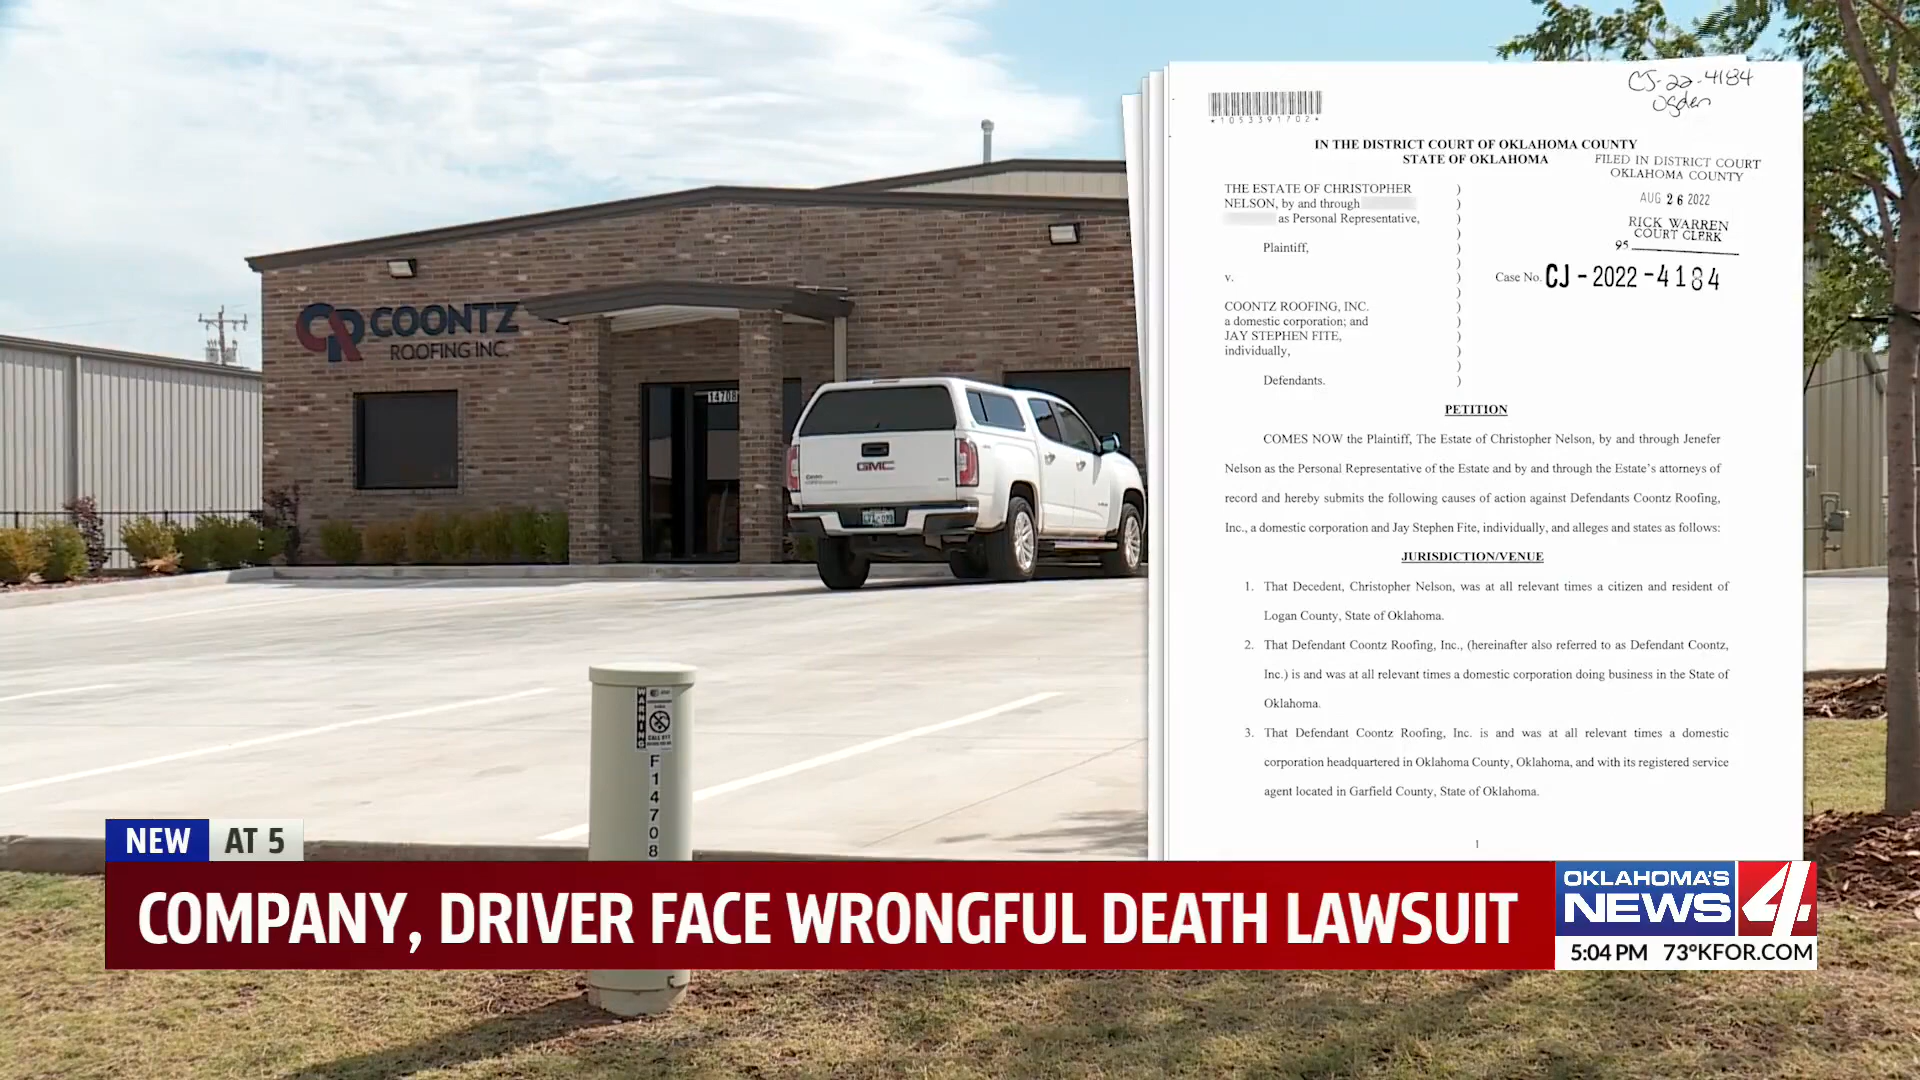 CR COONTZ
ROOFING INC.
14708
GMC
WARNING
CALL 811
F14708
CJ-22-4184
Ogden
*1053391702*
IN THE DISTRICT COURT OF OKLAHOMA COUNTY
STATE OF OKLAHOMA
FILED IN DISTRICT COURT
OKLAHOMA COUNTY
AUG 26 2022
RICK WARREN
COURT CLERK
95
THE ESTATE OF CHRISTOPHER )
NELSON, by and through )
as Personal Representative, )
)
Plaintiff, )
)
v. ) Case No. CJ - 2022 - 4184
)
COONTZ ROOFING, INC. )
a domestic corporation; and )
JAY STEPHEN FITE, )
individually, )
)
Defendants. )
PETITION
COMES NOW the Plaintiff, The Estate of Christopher Nelson, by and through Jenefer
Nelson as the Personal Representative of the Estate and by and through the Estate's attorneys of
record and hereby submits the following causes of action against Defendants Coontz Roofing,
Inc., a domestic corporation and Jay Stephen Fite, individually, and alleges and states as follows:
JURISDICTION/VENUE
1. That Decedent, Christopher Nelson, was at all relevant times a citizen and resident of
Logan County, State of Oklahoma.
2. That Defendant Coontz Roofing, Inc., (hereinafter also referred to as Defendant Coontz,
Inc.) is and was at all relevant times a domestic corporation doing business in the State of
Oklahoma.
3. That Defendant Coontz Roofing, Inc. is and was at all relevant times a domestic
corporation headquartered in Oklahoma County, Oklahoma, and with its registered service
agent located in Garfield County, State of Oklahoma.
1
NEW AT 5
COMPANY, DRIVER FACE WRONGFUL DEATH LAWSUIT
OKLAHOMA'S
NEWS 4
5:04 PM 73° KFOR.COM